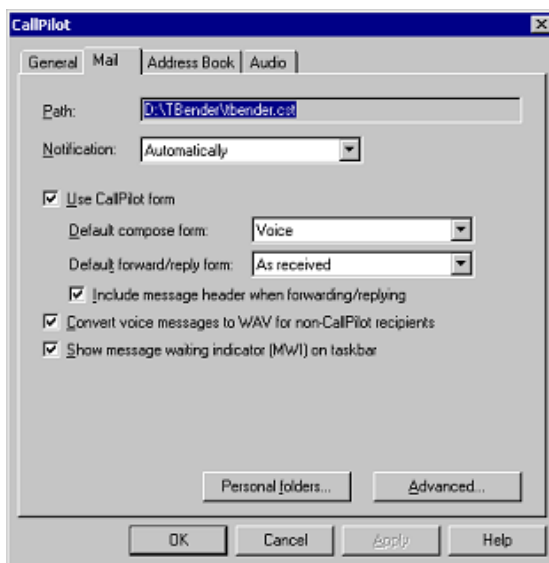 CallPilot
General Mail Address Book Audio
Path: D:\TBender\tbender.cst
Notification: Automatically
Use CallPilot form
Default compose form: Voice
Default forward/reply form: As received
Include message header when forwarding/replying
Convert voice messages to WAV for non-CallPilot recipients
Show message waiting indicator (MWI) on taskbar
Personal folders... Advanced...
OK Cancel Apply Help